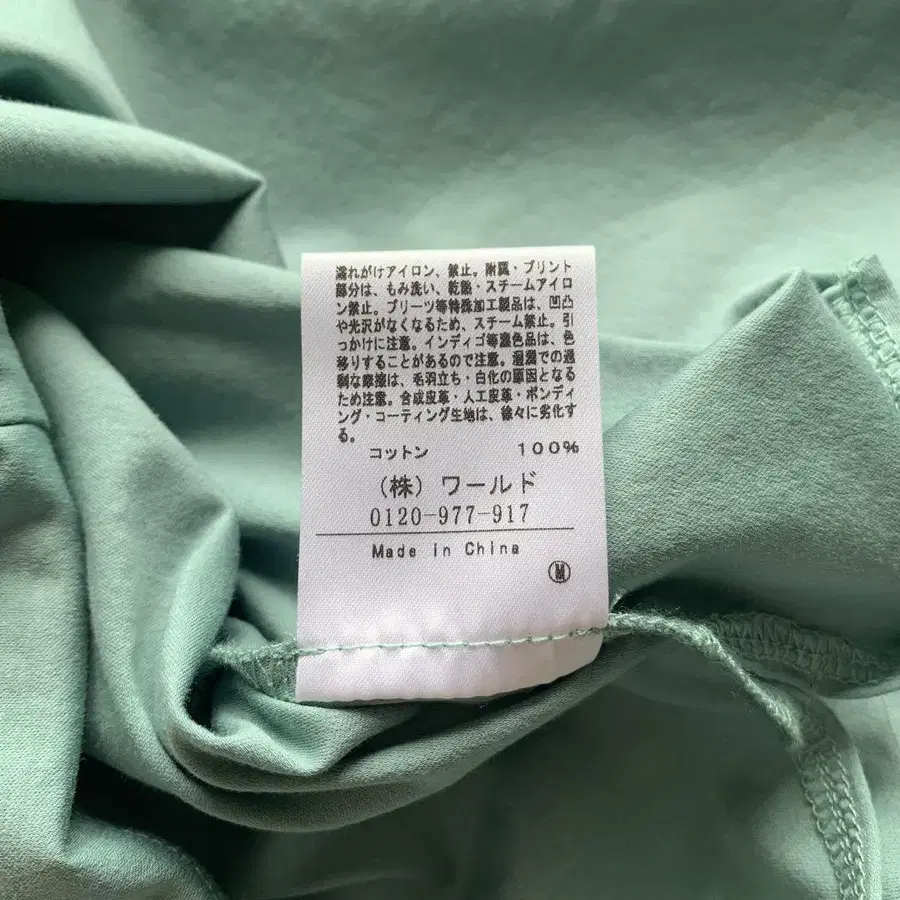 濡れがけアイロン、禁止。附属・プリント
部分は、もみ洗い、乾熱・スチームアイロ
ン禁止。プリーツ等特殊加工製品は、凹凸
や光沢がなくなるため、スチーム禁止。引
っかけに注意。インディゴ等濃色品は、色
移りすることがあるので注意。湿潤での過
剰な摩擦は、毛羽立ち・白化の原因となる
ため注意。合成皮革・人工皮革・ボンディ
ング・コーティング生地は、徐々に劣化す
る。
コットン 100%
(株) ワールド
0120-977-917
Made in China
M